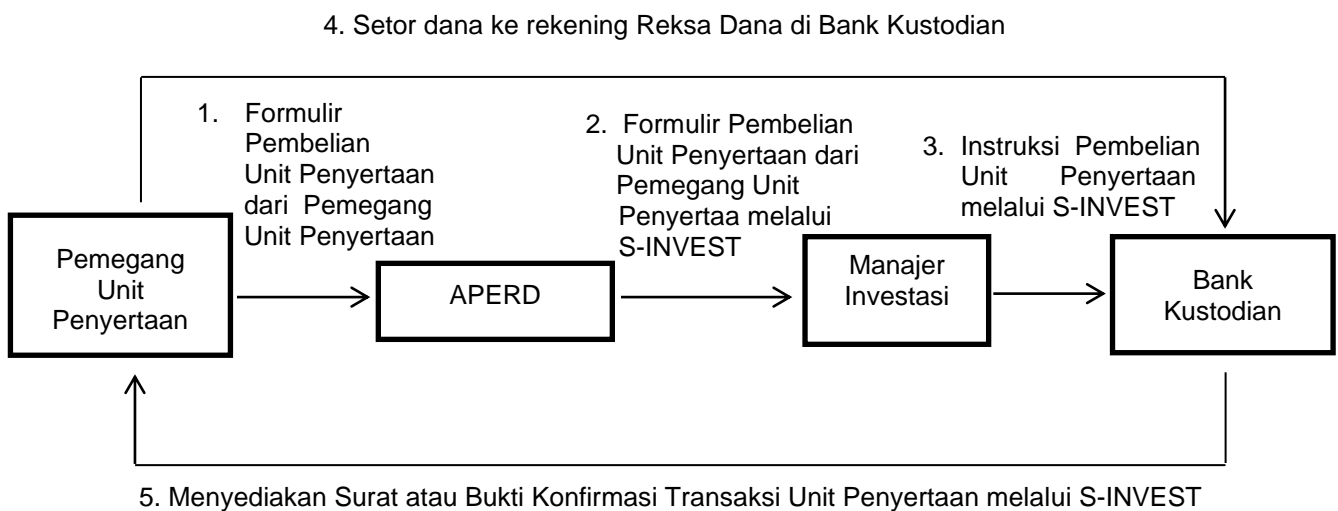 4. Setor dana ke rekening Reksa Dana di Bank Kustodian
1. Formulir
Pembelian
Unit Penyertaan
dari Pemegang
Unit Penyertaan
2. Formulir Pembelian
Unit Penyertaan dari
Pemegang Unit
Penyertaa melalui
S-INVEST
3. Instruksi Pembelian
Unit Penyertaan
melalui S-INVEST
Pemegang
Unit
Penyertaan
APERD
Manajer
Investasi
Bank
Kustodian
5. Menyediakan Surat atau Bukti Konfirmasi Transaksi Unit Penyertaan melalui S-INVEST